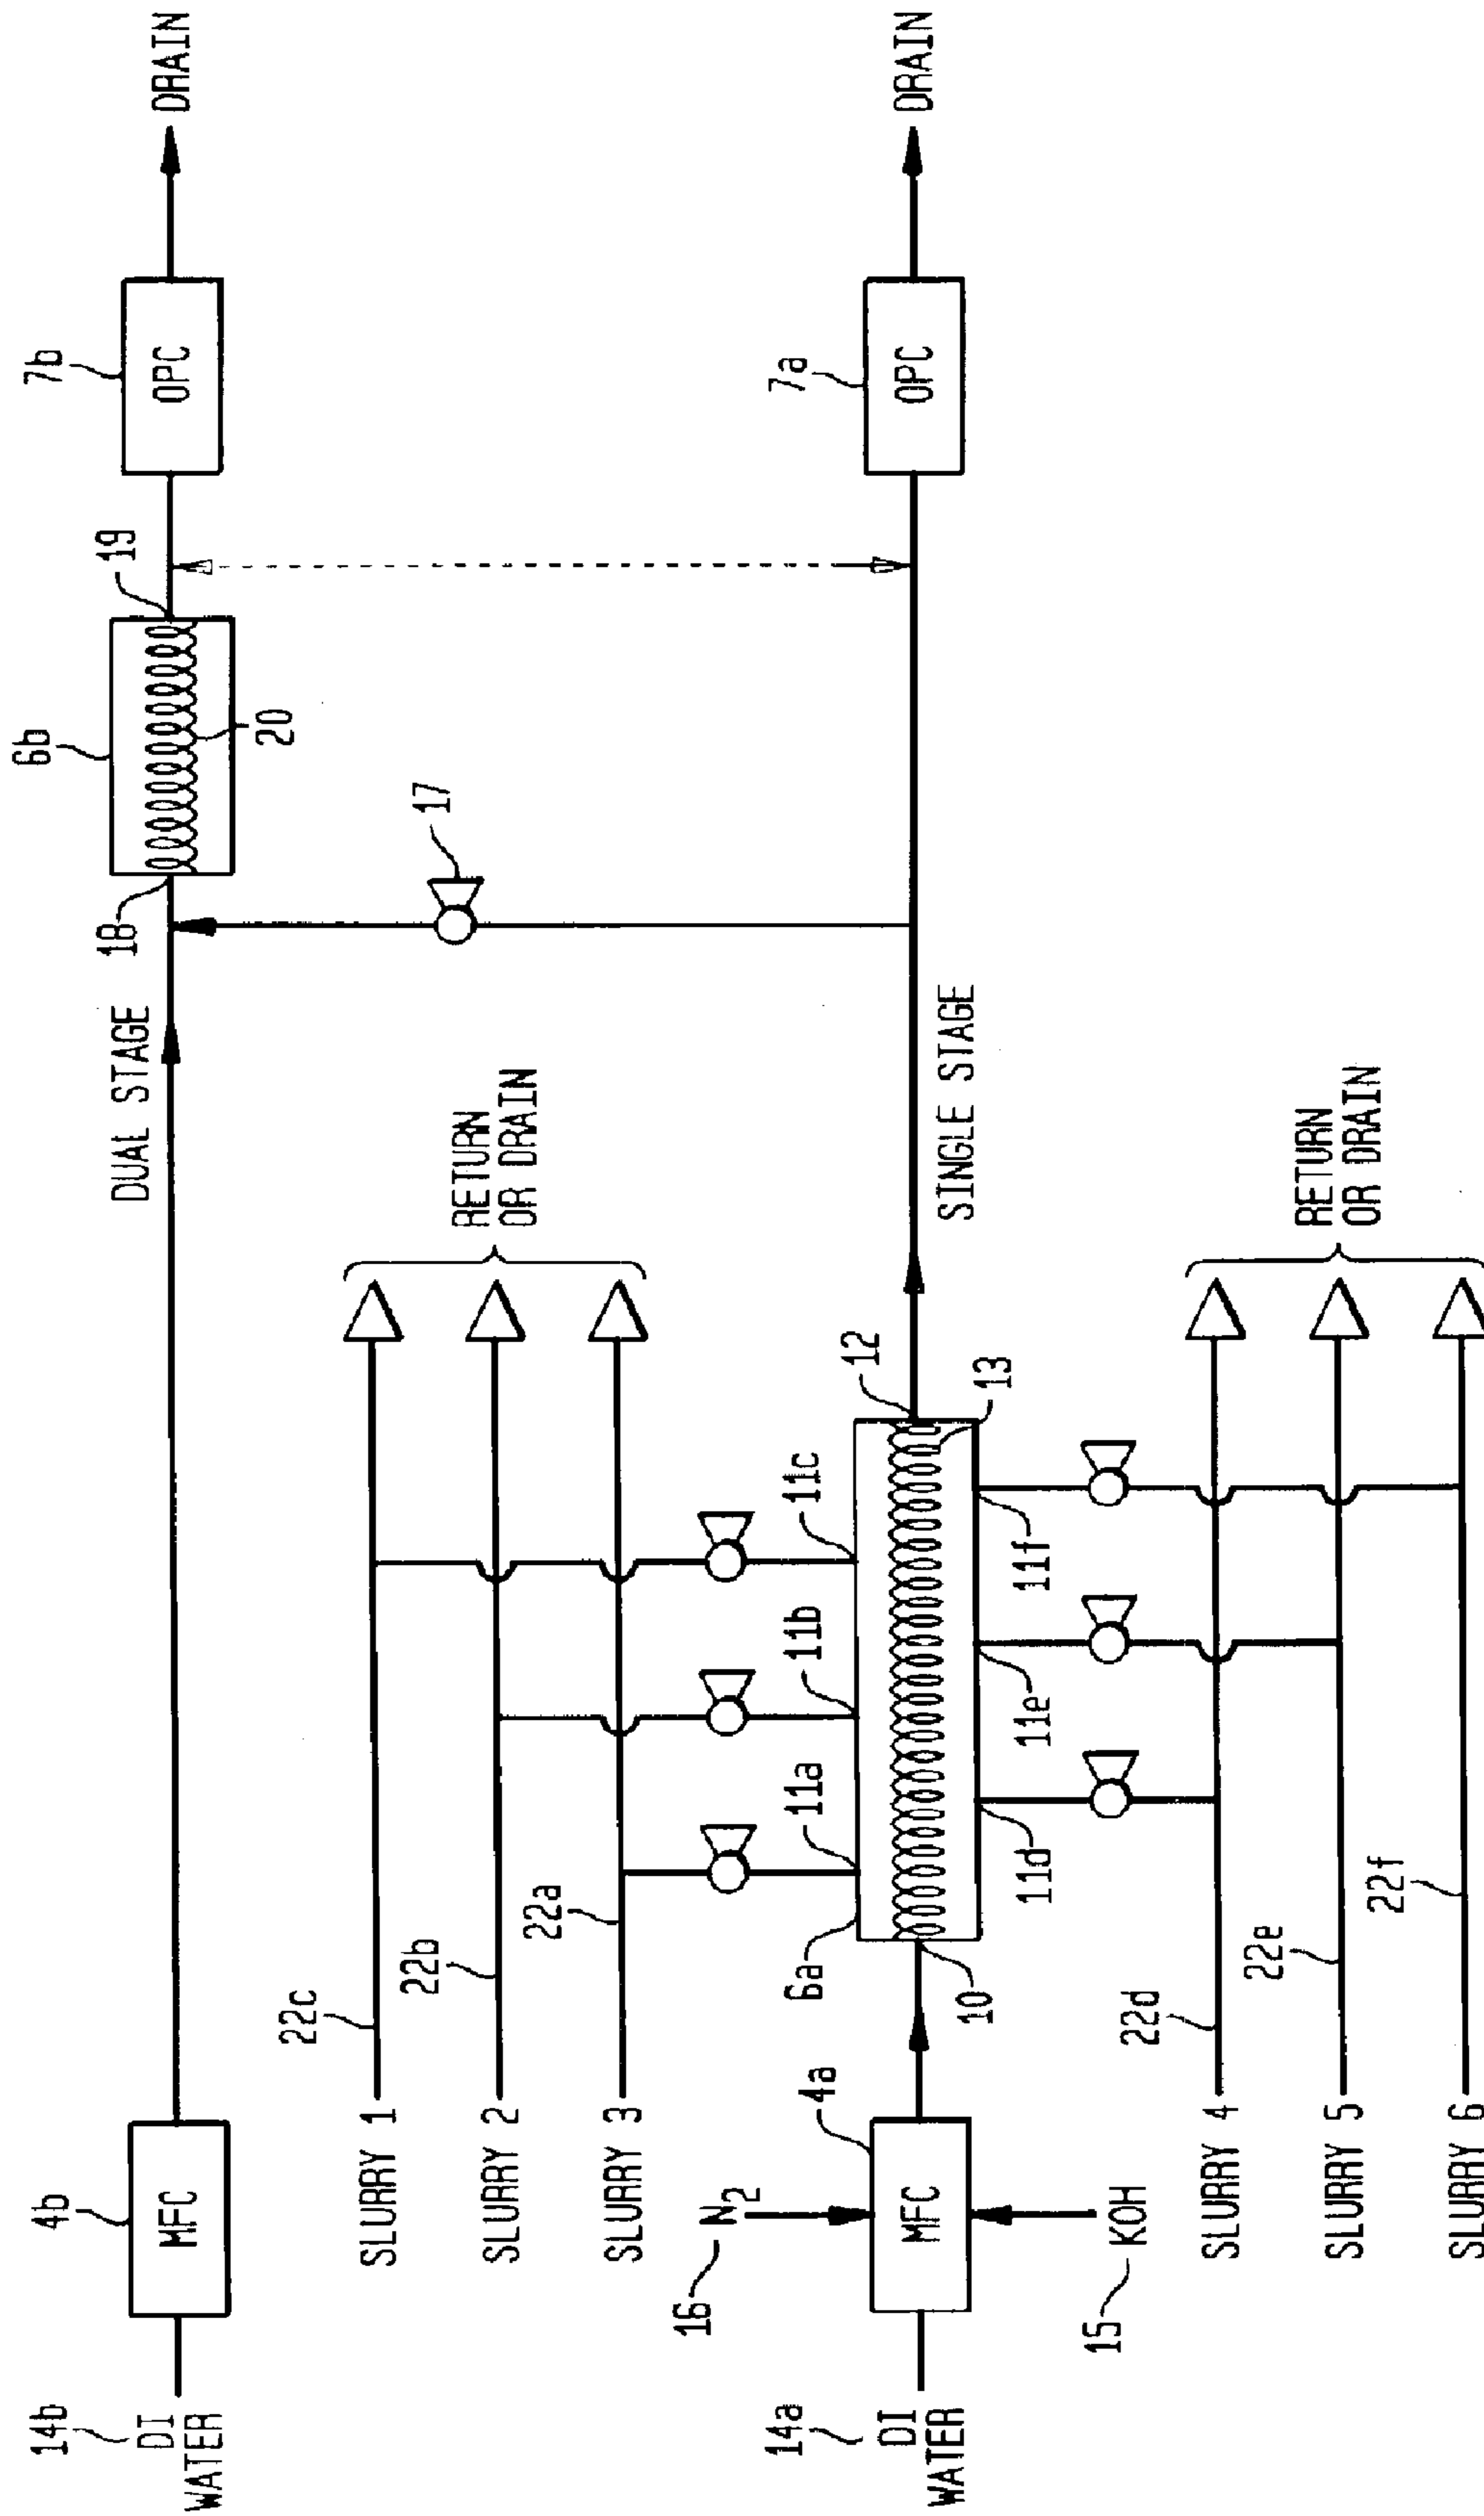 14b
DI
WATER
4b
MFC
DUAL STAGE
18
6b
20
19
7b
OPC
DRAIN
22c
SLURRY 1
22b
SLURRY 2
22a
SLURRY 3
RETURN
OR DRAIN
17
16
N2
14a
DI
WATER
4a
MFC
15
KOH
6a
10
11a
11b
11c
12
13
11d
11e
11f
SINGLE STAGE
7a
OPC
DRAIN
22d
SLURRY 4
22e
SLURRY 5
22f
SLURRY 6
RETURN
OR DRAIN